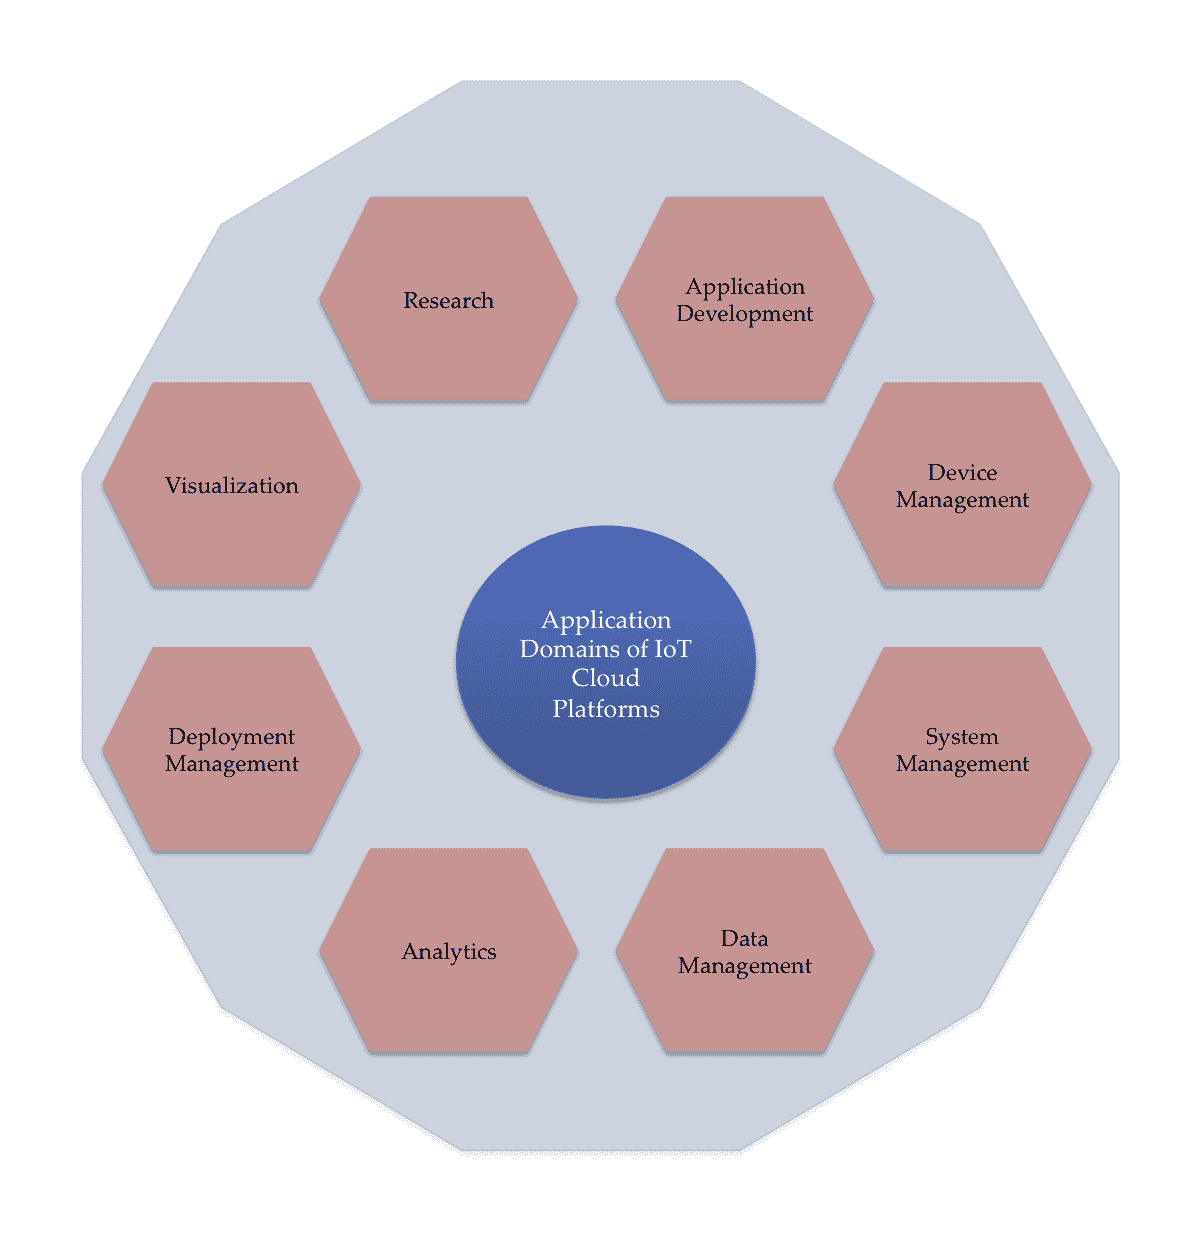 Research
Application
Development
Visualization
Device
Management
Application
Domains of IoT
Cloud
Platforms
Deployment
Management
System
Management
Analytics
Data
Management